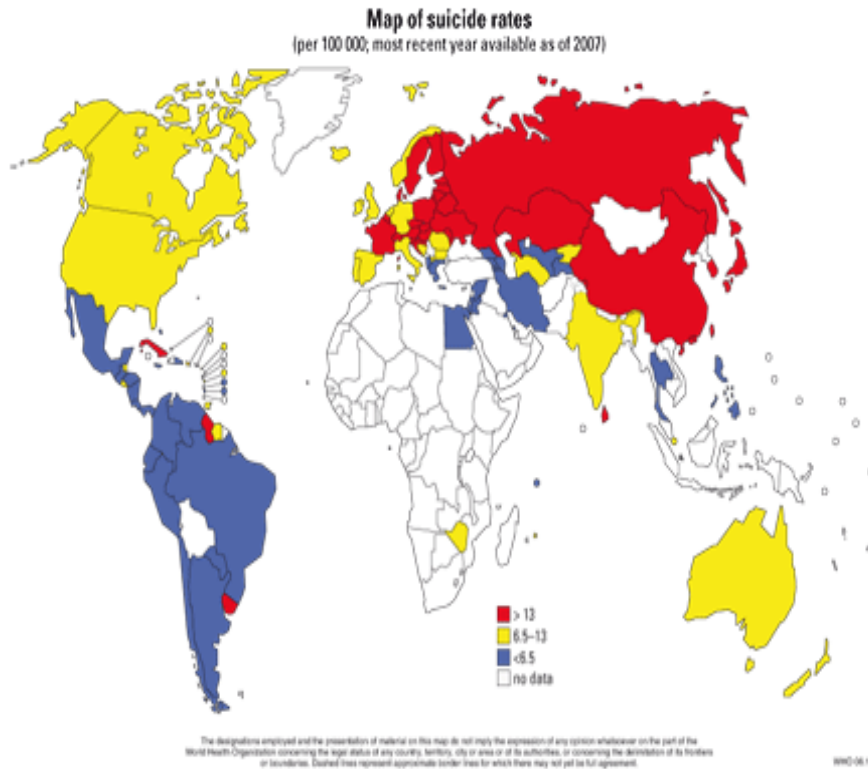 Map of suicide rates
(per 100 000; most recent year available as of 2007)
> 13
6.5–13
<6.5
no data
The designations employed and the presentation of material on this map do not imply the expression of any opinion whatsoever on the part of the
World Health Organization concerning the legal status of any country, territory, city or area or of its authorities, or concerning the delimitation of its frontiers
or boundaries. Dashed lines represent approximate border lines for which there may not yet be full agreement.
WHO